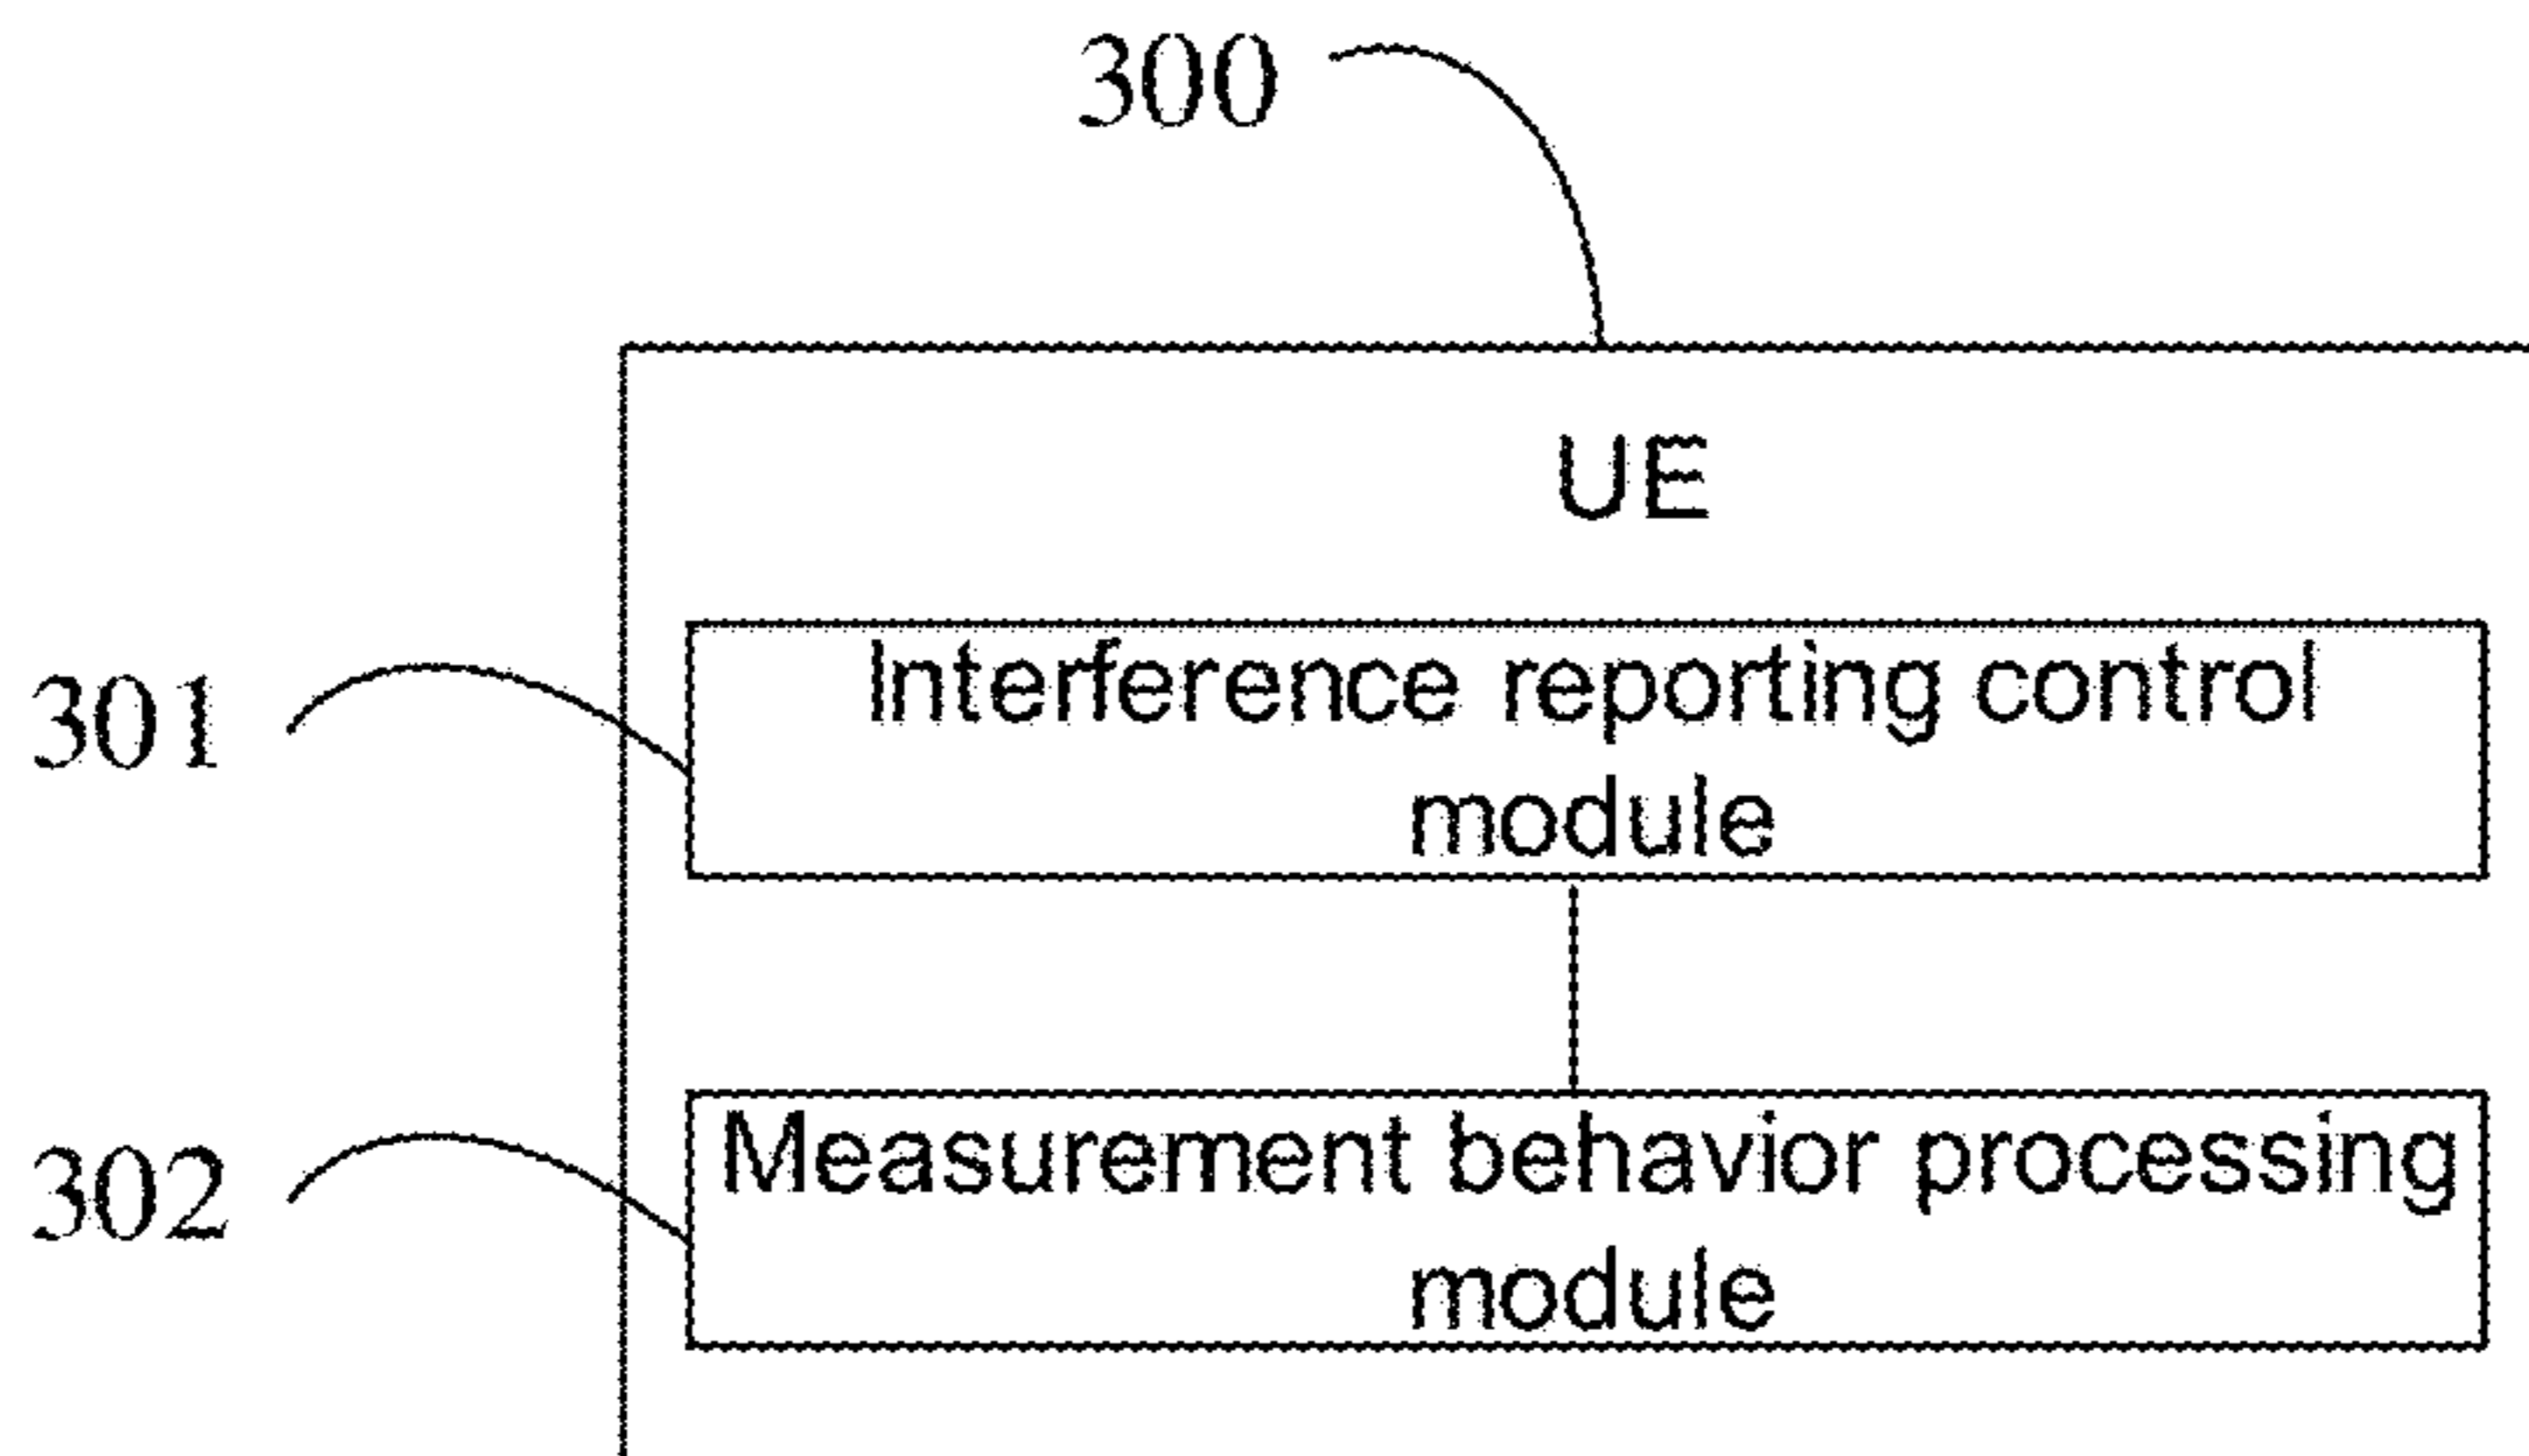 300
UE
301
Interference reporting control
module
302
Measurement behavior processing
module